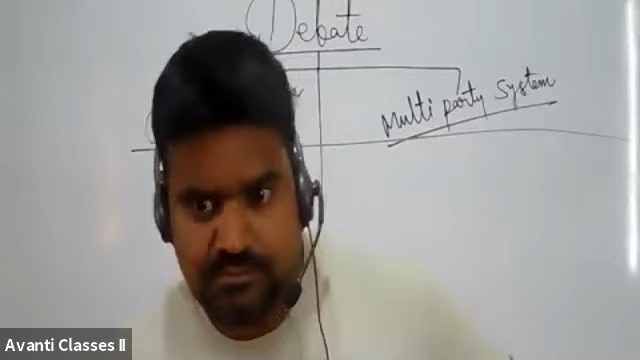 Debate
Multi party system
Avanti Classes II